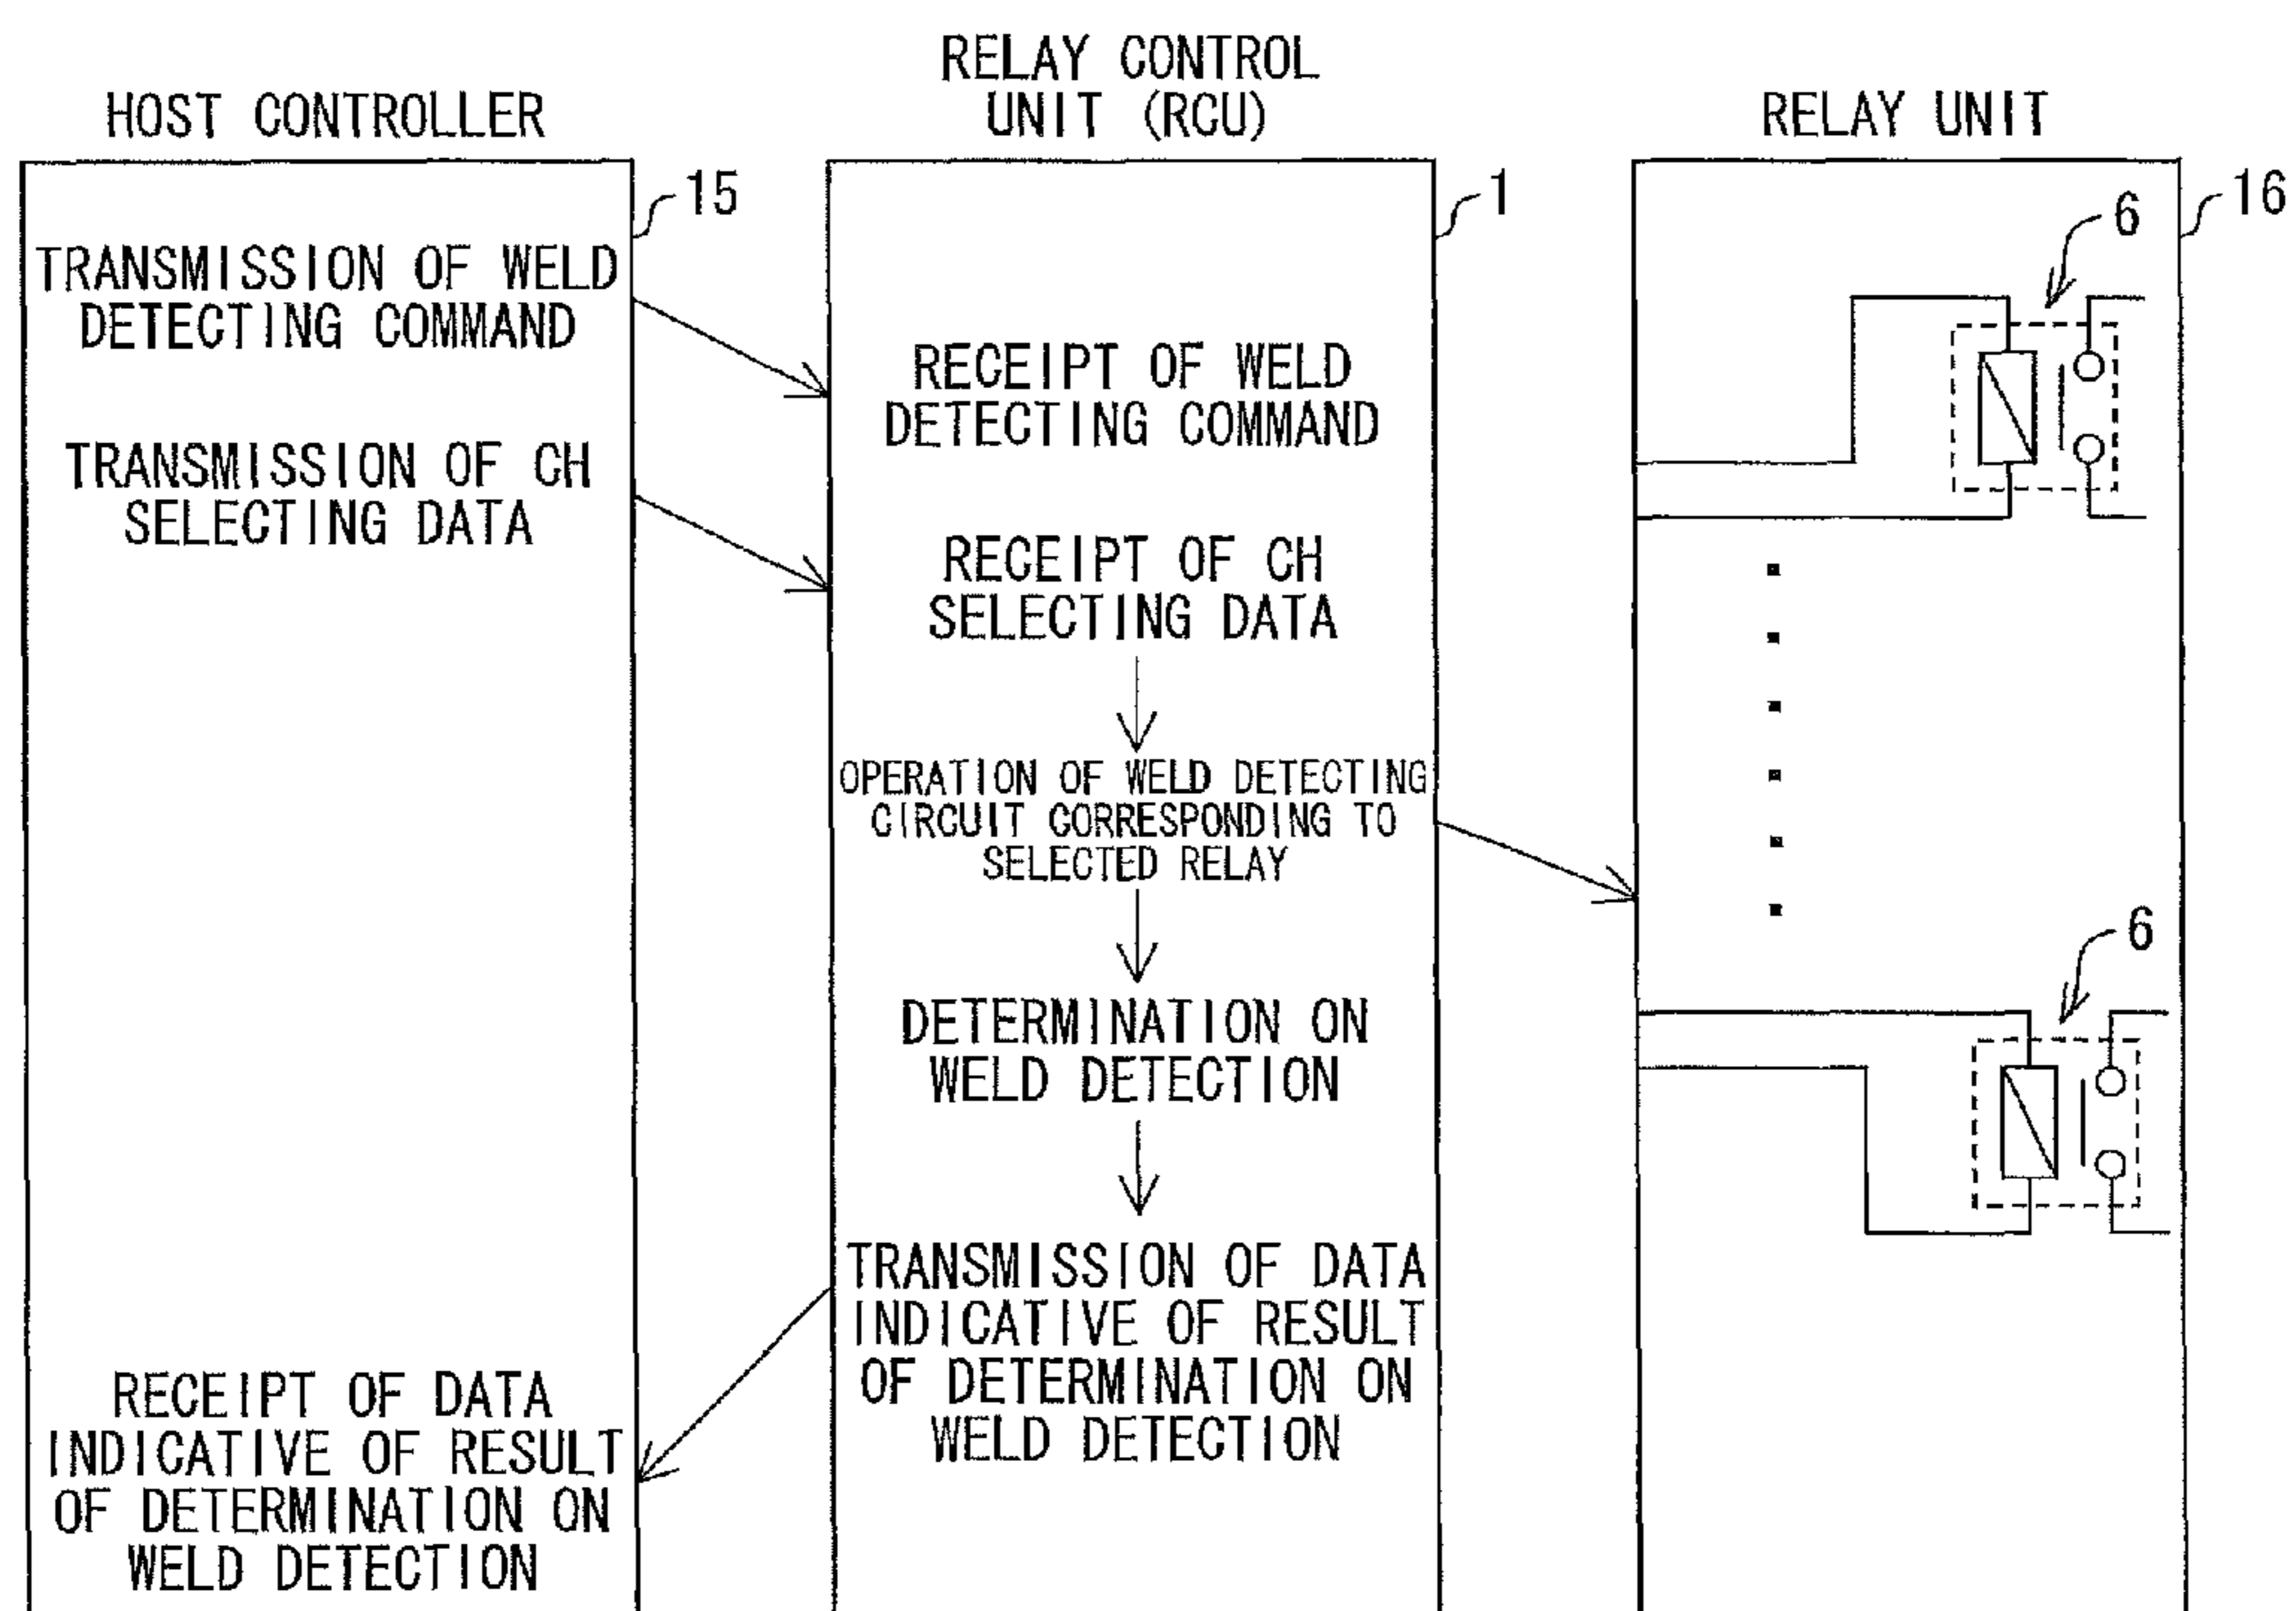 HOST CONTROLLER
15
TRANSMISSION OF WELD
DETECTING COMMAND
TRANSMISSION OF CH
SELECTING DATA
RECEIPT OF DATA
INDICATIVE OF RESULT
OF DETERMINATION ON
WELD DETECTION
RELAY CONTROL
UNIT (RCU)
1
RECEIPT OF WELD
DETECTING COMMAND
RECEIPT OF CH
SELECTING DATA
OPERATION OF WELD DETECTING
CIRCUIT CORRESPONDING TO
SELECTED RELAY
DETERMINATION ON
WELD DETECTION
TRANSMISSION OF DATA
INDICATIVE OF RESULT
OF DETERMINATION ON
WELD DETECTION
RELAY UNIT
16
6
6